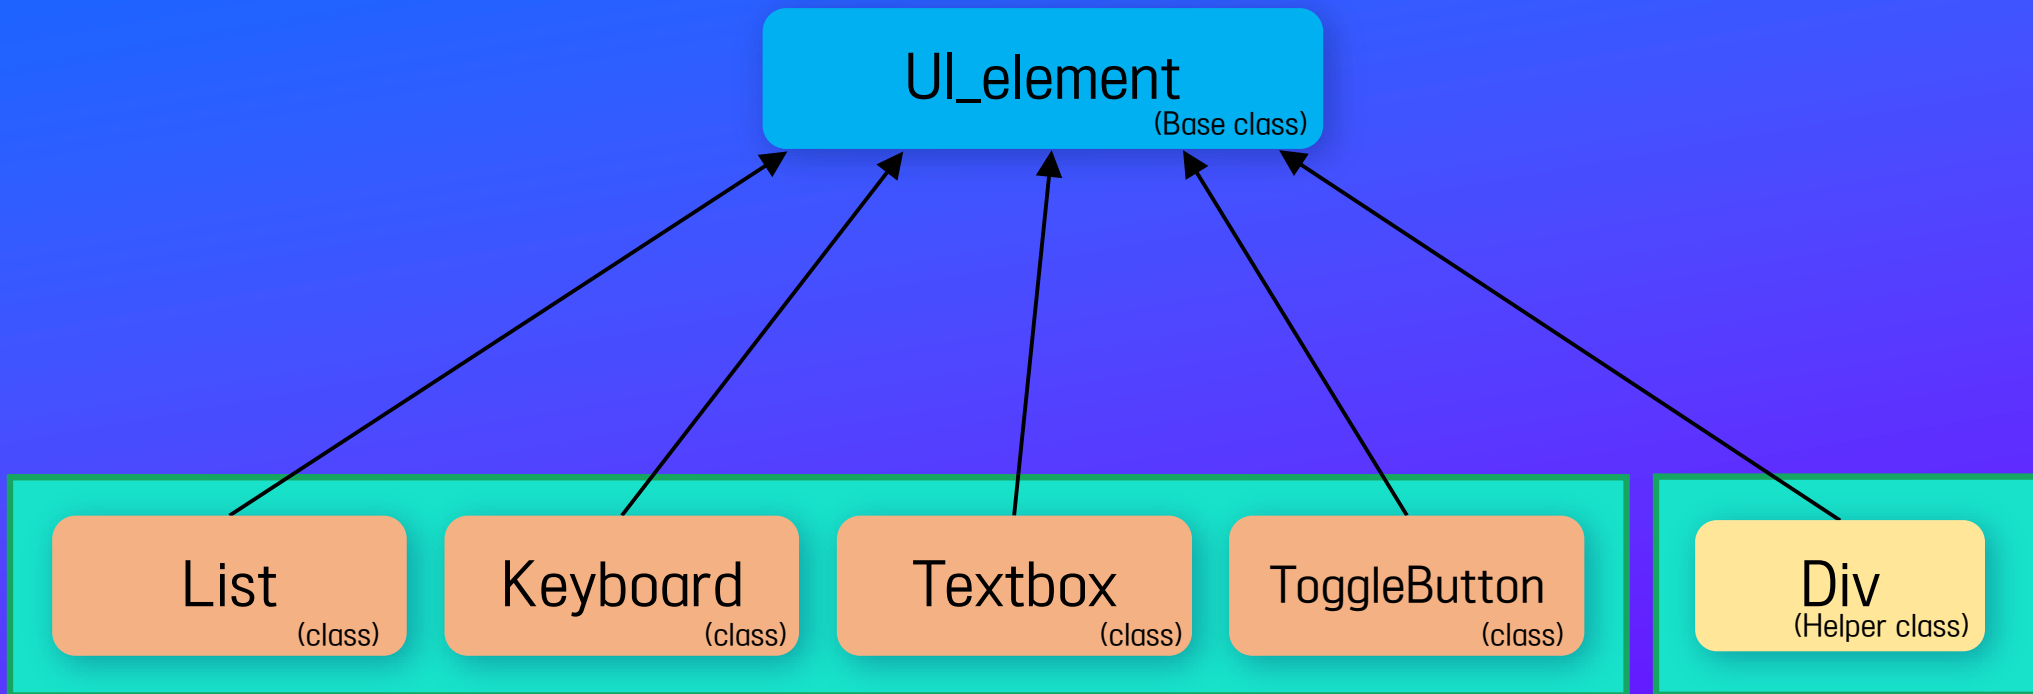 UI_element
(Base class)
List
(class)
Keyboard
(class)
Textbox
(class)
ToggleButton
(class)
Div
(Helper class)